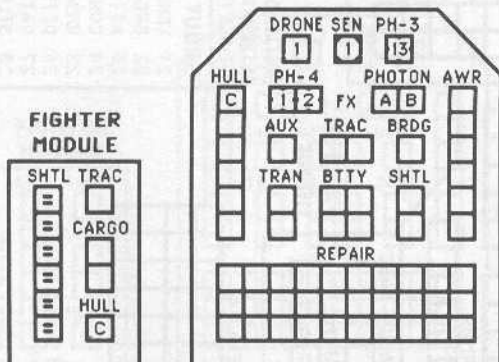 DRONE SEN PH-3
1 1 13
HULL PH-4 PHOTON AWR
C 1 2 FX A B
AUX TRAC BRDG
TRAN BTTY SHTL
REPAIR
FIGHTER
MODULE
SHTL TRAC
=
= CARGO
=
=
= HULL
= C